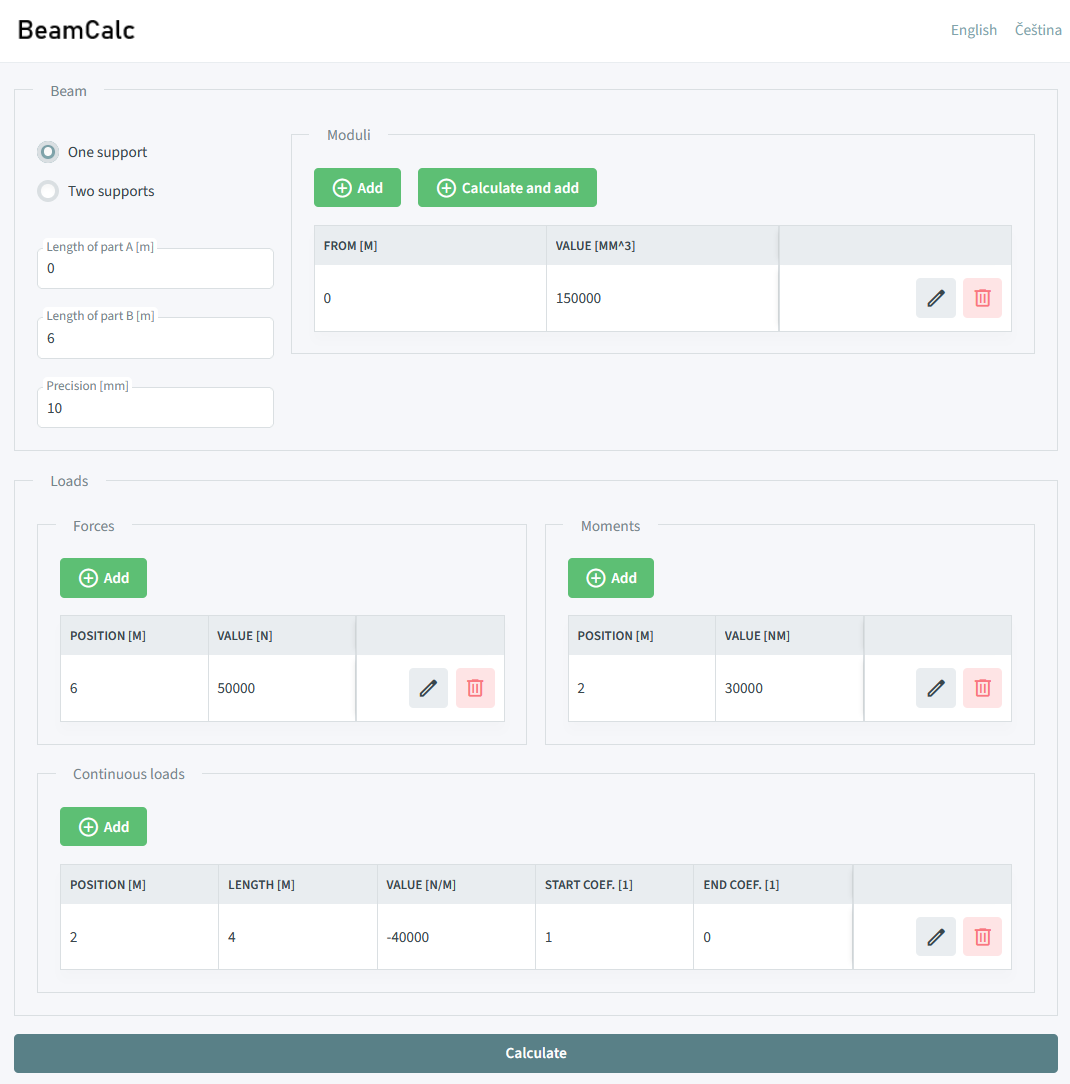 BeamCalc
English Čeština
Beam
One support
Two supports
Length of part A [m]
0
Length of part B [m]
6
Precision [mm]
10
Moduli
Add Calculate and add
FROM [M] VALUE [MM^3]
0 150000
Loads
Forces
Add
POSITION [M] VALUE [N]
6 50000
Moments
Add
POSITION [M] VALUE [NM]
2 30000
Continuous loads
Add
POSITION [M] LENGTH [M] VALUE [N/M] START COEF. [1] END COEF. [1]
2 4 -40000 1 0
Calculate